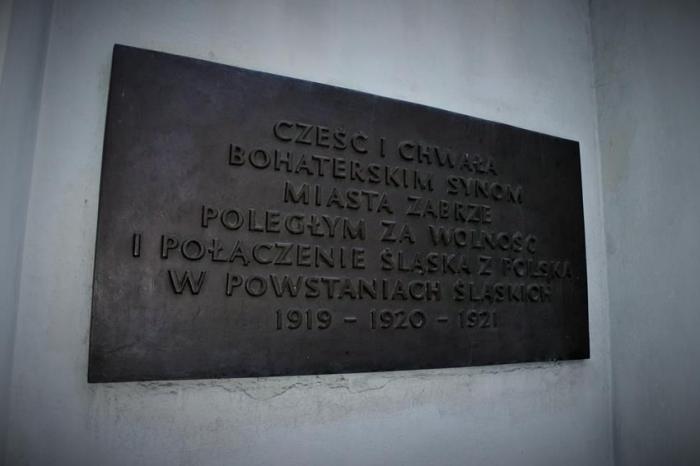 CZEŚĆ I CHWAŁA
BOHATERSKIM SYNOM
MIASTA ZABRZE
POLEGŁYM ZA WOLNOŚĆ
I POŁĄCZENIE ŚLĄSKA Z POLSKĄ
W POWSTANIACH ŚLĄSKICH
1919 – 1920 – 1921